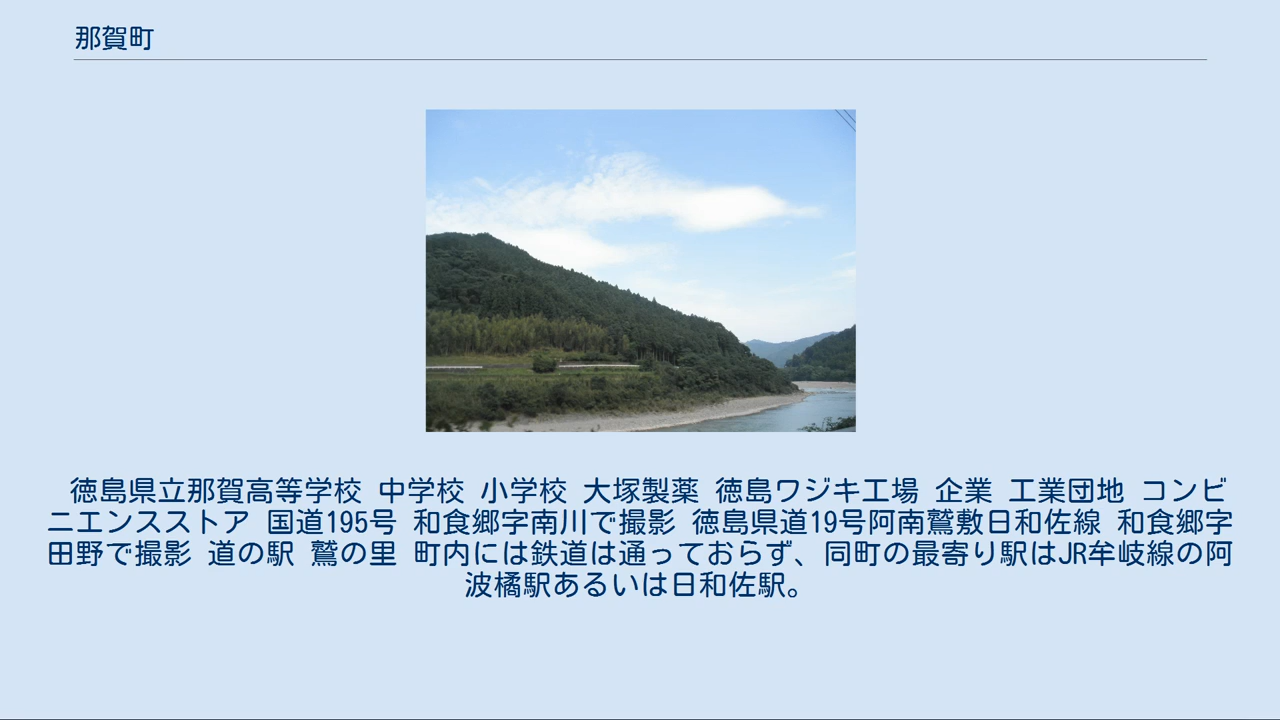 那賀町
徳島県立那賀高等学校 中学校 小学校 大塚製薬 徳島ワジキ工場 企業 工業団地 コンビ
ニエンスストア 国道195号 和食郷字南川で撮影 徳島県道19号阿南鷲敷日和佐線 和食郷字
田野で撮影 道の駅 鷲の里 町内には鉄道は通っておらず、同町の最寄り駅はJR牟岐線の阿
波橘駅あるいは日和佐駅。